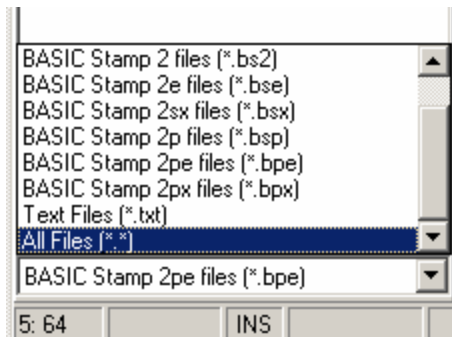 BASIC Stamp 2 files (*.bs2)
BASIC Stamp 2e files (*.bse)
BASIC Stamp 2sx files (*.bsx)
BASIC Stamp 2p files (*.bsp)
BASIC Stamp 2pe files (*.bpe)
BASIC Stamp 2px files (*.bpx)
Text Files (*.txt)
All Files (*.*)
BASIC Stamp 2pe files (*.bpe)
5: 64 INS